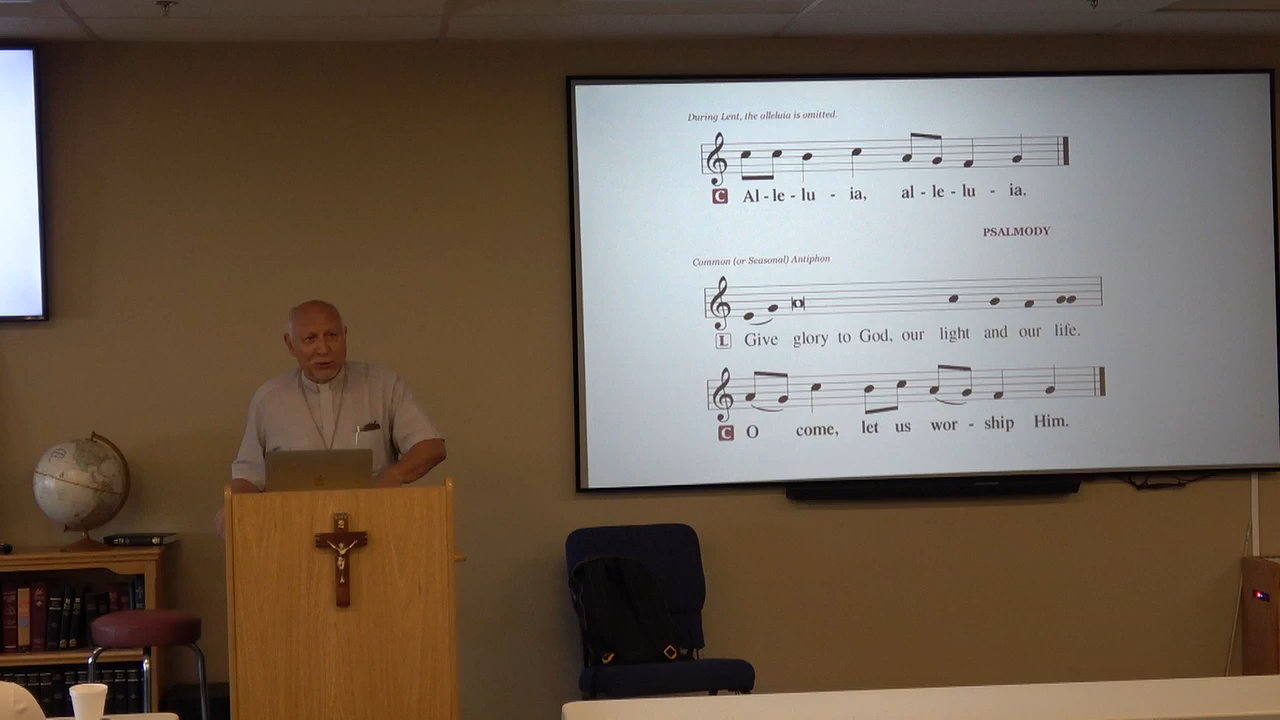 During Lent, the alleluia is omitted.
C Al - le - lu - ia, al - le - lu - ia.
PSALMODY
Common (or Seasonal) Antiphon
L Give glory to God, our light and our life.
C O come, let us wor - ship Him.